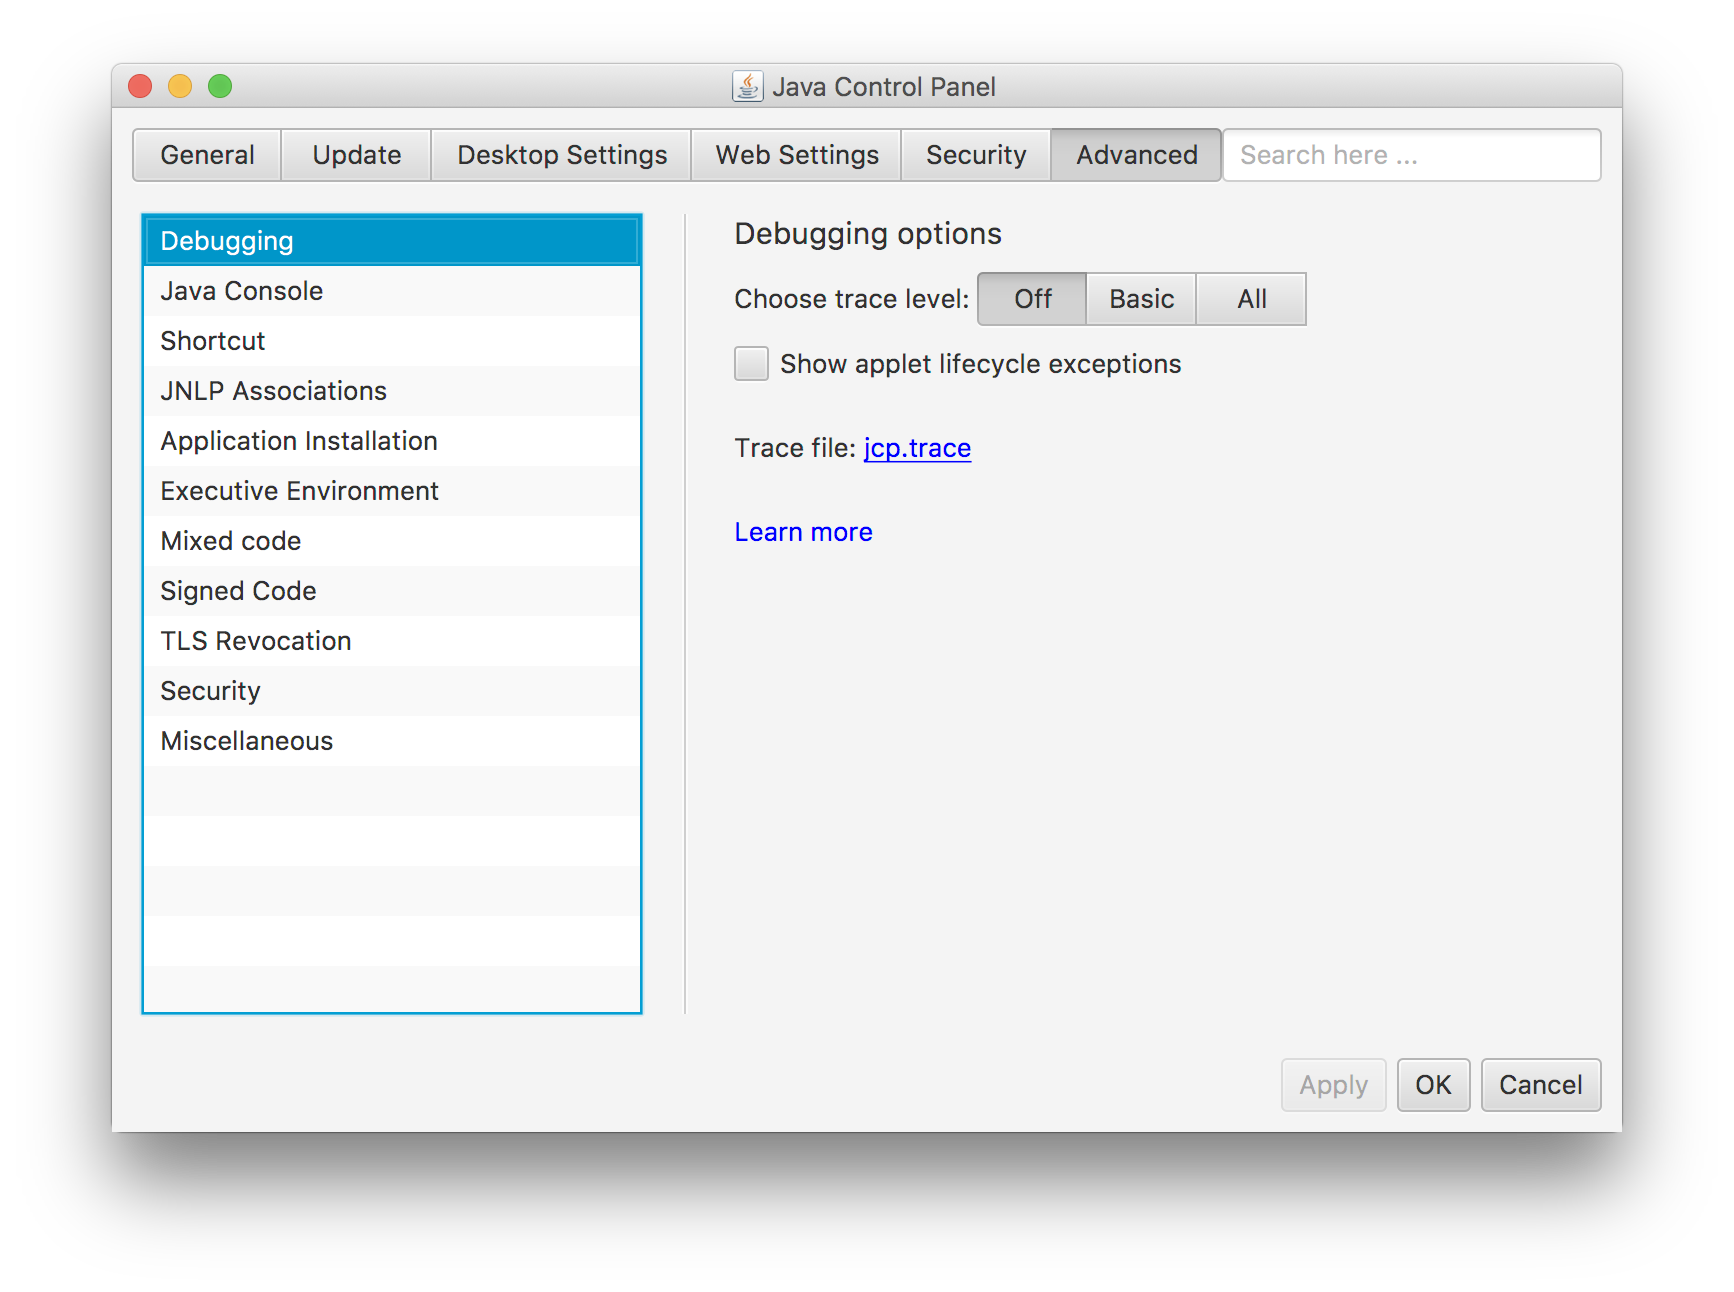 Java Control Panel
General Update Desktop Settings Web Settings Security Advanced Search here ...
Debugging
Java Console
Shortcut
JNLP Associations
Application Installation
Executive Environment
Mixed code
Signed Code
TLS Revocation
Security
Miscellaneous
Debugging options
Choose trace level: Off Basic All
Show applet lifecycle exceptions
Trace file: jcp.trace
Learn more
Apply OK Cancel